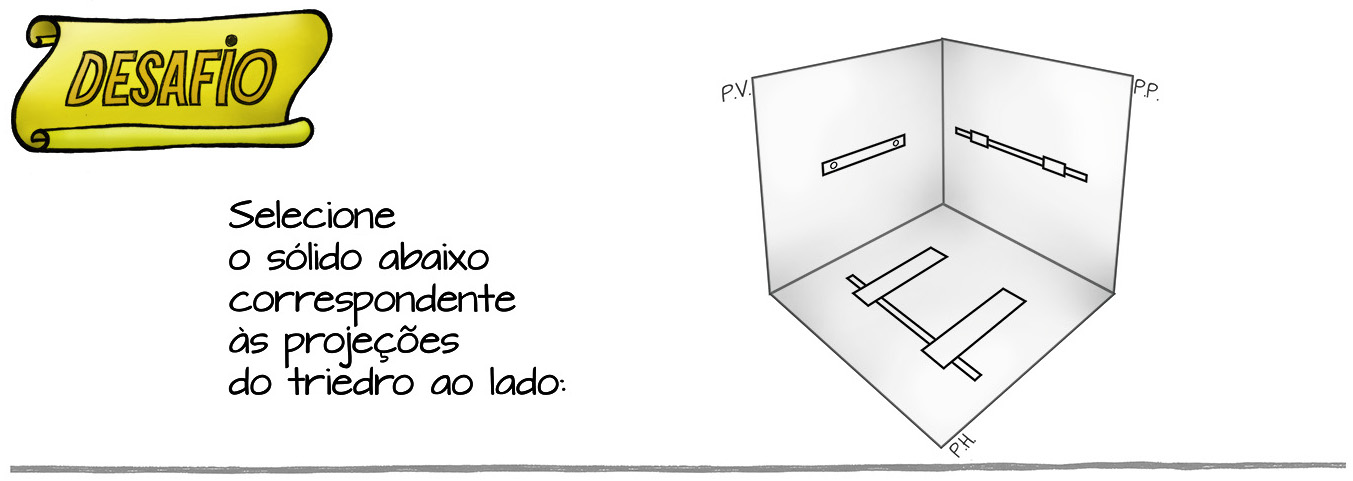 DESAFIO
P.V.
P.P.
Selecione
o sólido abaixo
correspondente
às projeções
do triedro ao lado:
P.H.